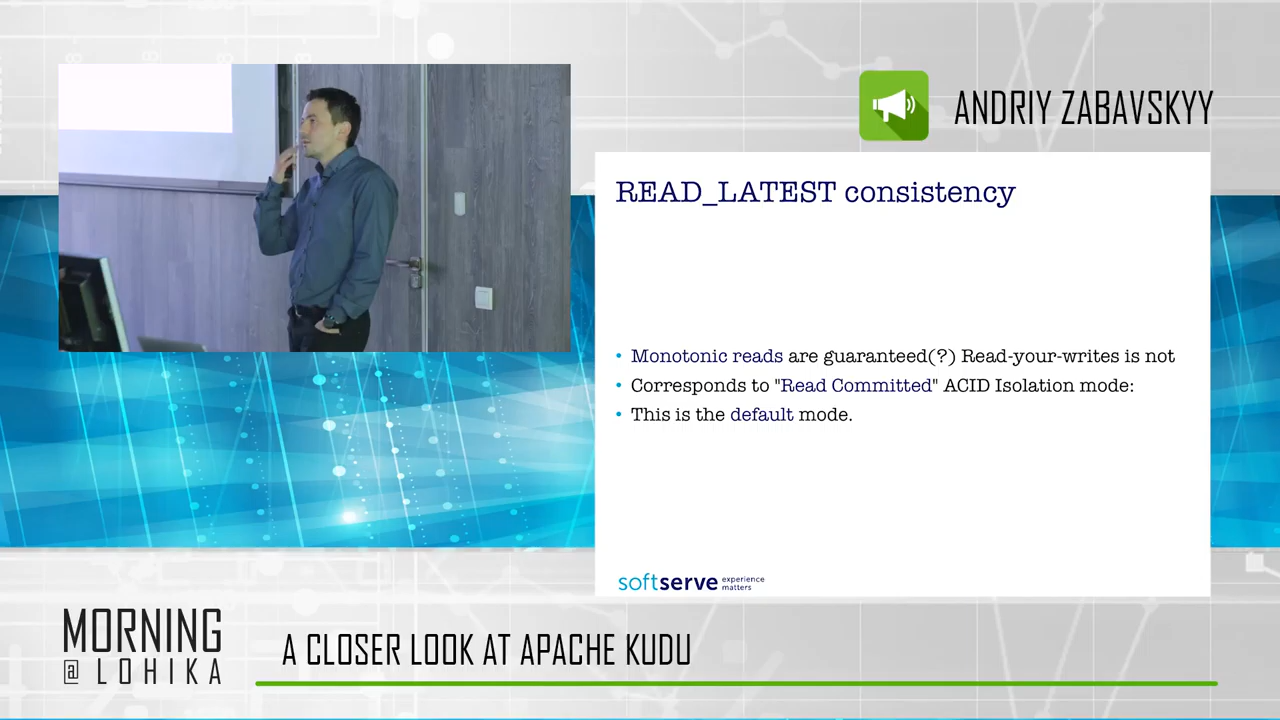 ANDRIY ZABAVSKYY
READ_LATEST consistency
• Monotonic reads are guaranteed(?) Read-your-writes is not
• Corresponds to "Read Committed" ACID Isolation mode:
• This is the default mode.
softserve experience matters
MORNING
@LOHIKA
A CLOSER LOOK AT APACHE KUDU